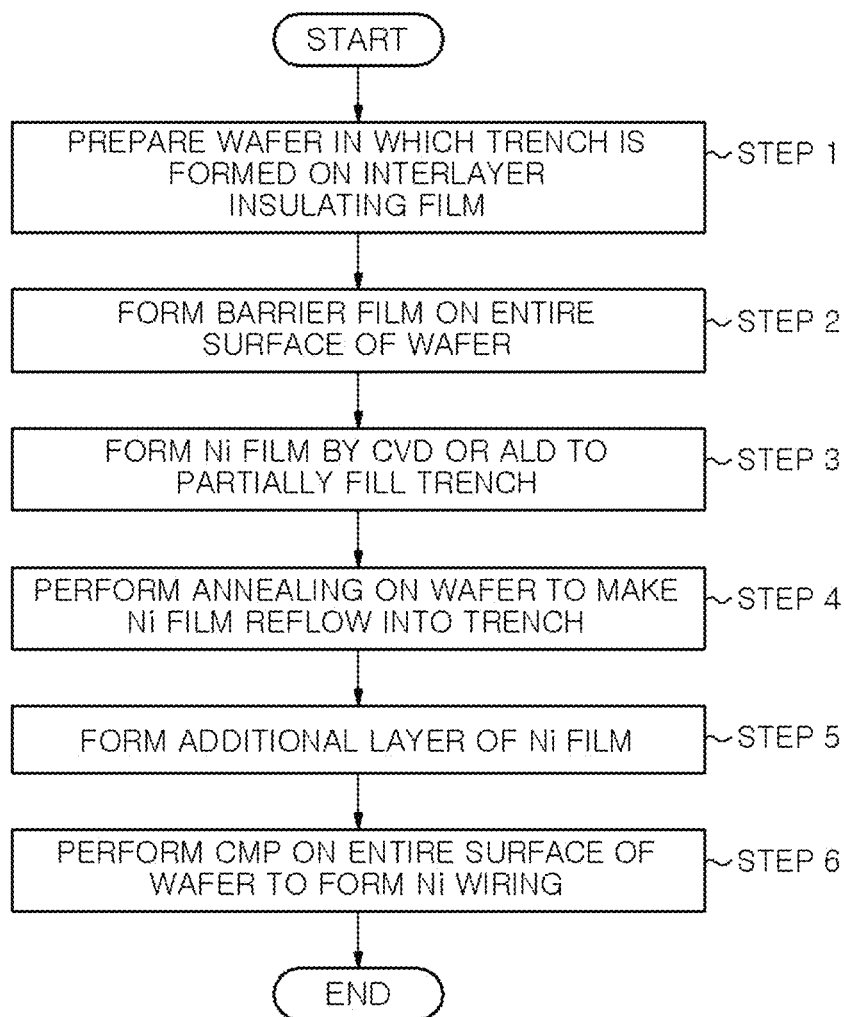 START
PREPARE WAFER IN WHICH TRENCH IS
FORMED ON INTERLAYER
INSULATING FILM
STEP 1
FORM BARRIER FILM ON ENTIRE
SURFACE OF WAFER
STEP 2
FORM Ni FILM BY CVD OR ALD TO
PARTIALLY FILL TRENCH
STEP 3
PERFORM ANNEALING ON WAFER TO MAKE
Ni FILM REFLOW INTO TRENCH
STEP 4
FORM ADDITIONAL LAYER OF Ni FILM
STEP 5
PERFORM CMP ON ENTIRE SURFACE OF
WAFER TO FORM Ni WIRING
STEP 6
END